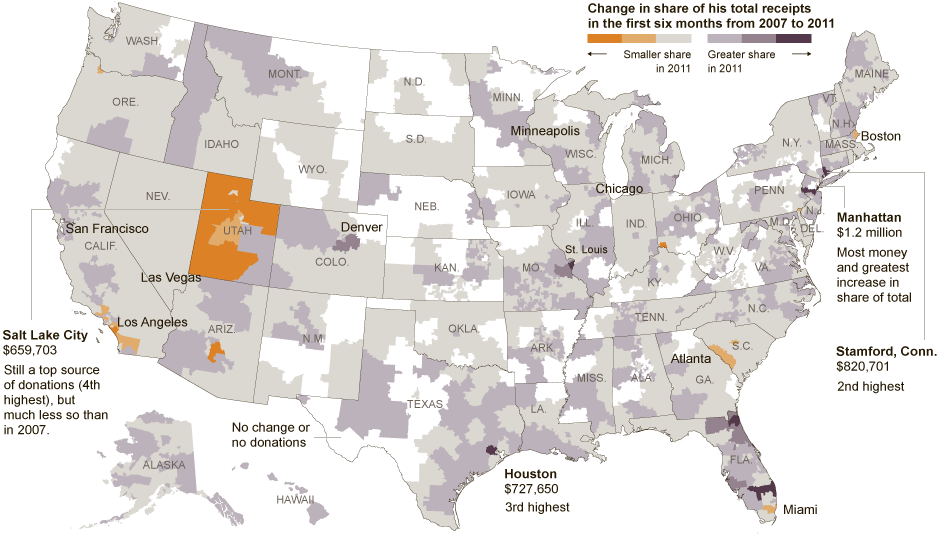 Change in share of his total receipts
in the first six months from 2007 to 2011
Smaller share
in 2011
Greater share
in 2011
WASH.
MONT.
N.D.
MINN.
MAINE
VT.
N.H.
ORE.
IDAHO
S.D.
Minneapolis
WISC.
MICH.
N.Y.
MASS.
Boston
WYO.
NEV.
NEB.
IOWA
Chicago
PENN.
N.J.
UTAH
Denver
ILL.
IND.
OHIO
M.D.
DEL.
Manhattan
$1.2 million
Most money
and greatest
increase in
share of total
San Francisco
CALIF.
COLO.
KAN.
MO.
St. Louis
W.V.
VA.
KY.
Las Vegas
Los Angeles
ARIZ.
N.M.
OKLA.
ARK.
TENN.
N.C.
S.C.
Atlanta
Salt Lake City
$659,703
Still a top source
of donations (4th
highest), but
much less so than
in 2007.
Stamford, Conn.
$820,701
2nd highest
MISS.
ALA.
GA.
TEXAS
LA.
No change or
no donations
FLA.
ALASKA
HAWAII
Houston
$727,650
3rd highest
Miami